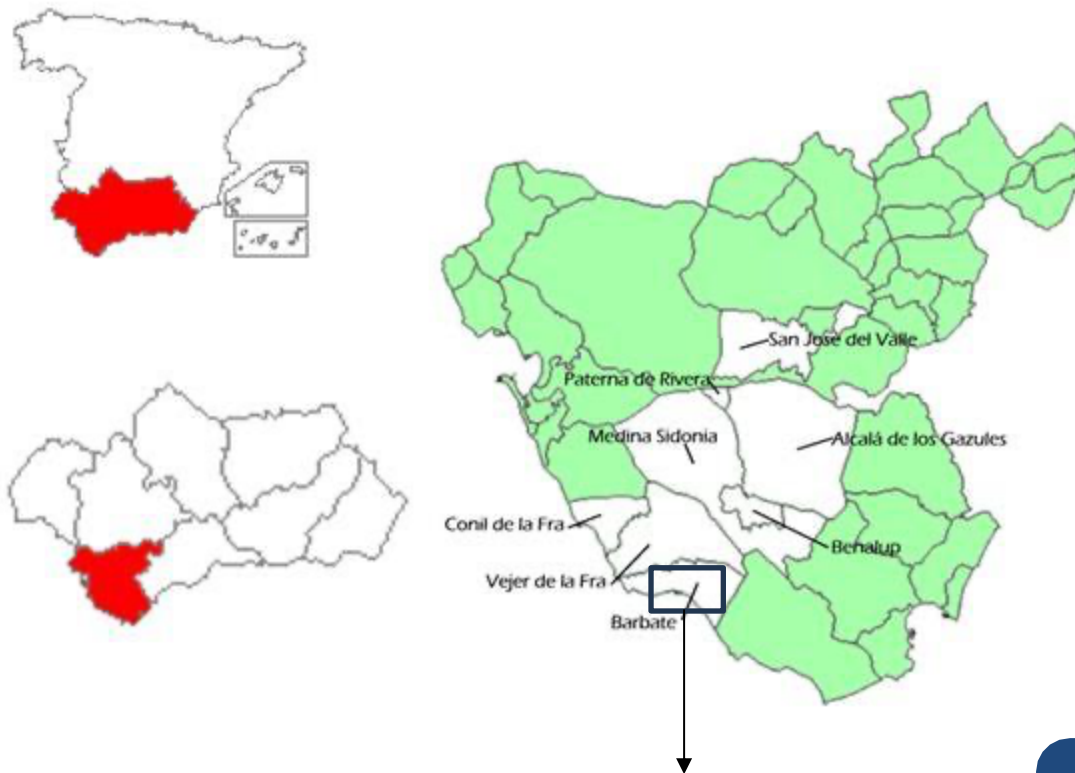 San José del Valle
Paterna de Rivera
Medina Sidonia
Alcalá de los Gazules
Conil de la Fra
Benalup
Vejer de la Fra
Barbate